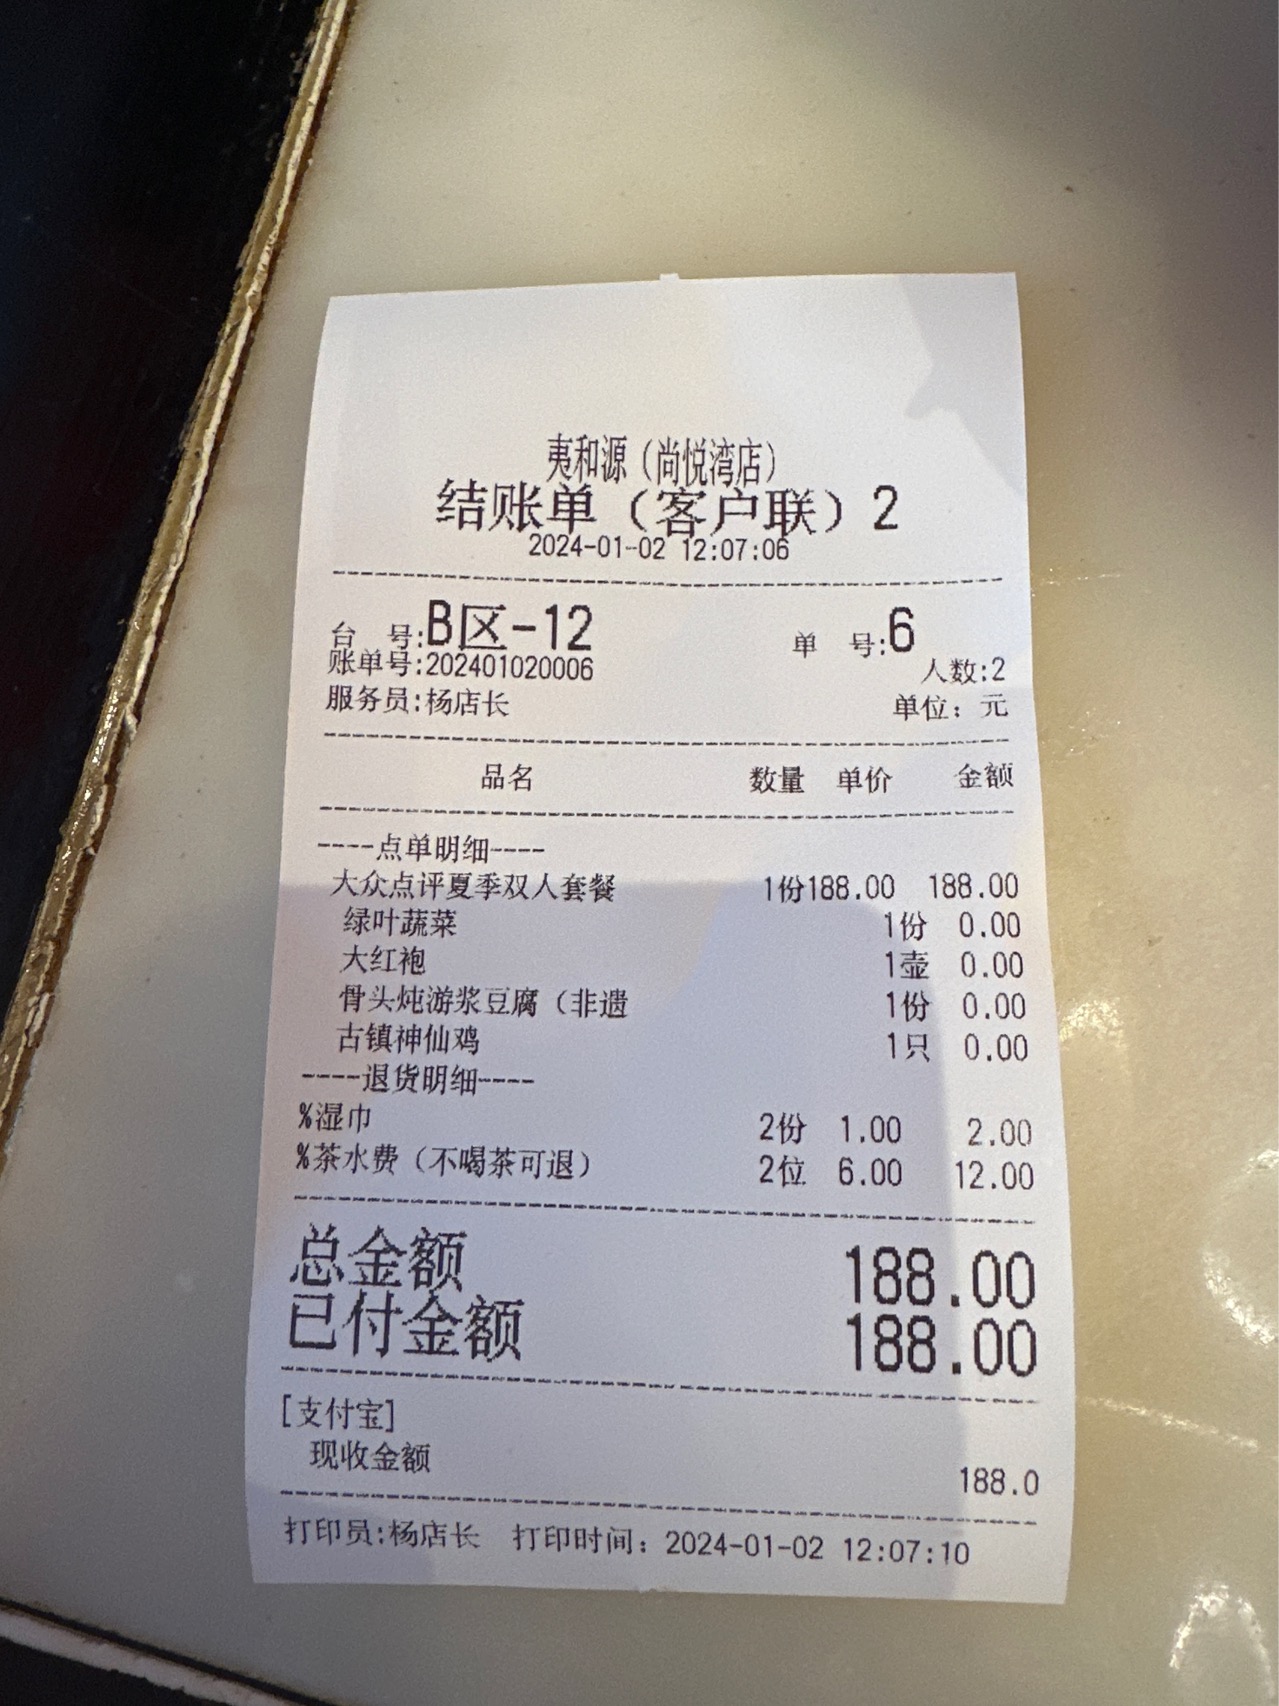 夷和源（尚悦湾店）
结账单（客户联）2
2024-01-02 12:07:06
台　号:B区-12　单　号:6
账单号:202401020006　人数:2
服务员:杨店长　单位：元
品名　数量　单价　金额
----点单明细----
大众点评夏季双人套餐　1份188.00　188.00
绿叶蔬菜　1份　0.00
大红袍　1壶　0.00
骨头炖游浆豆腐（非遗　1份　0.00
古镇神仙鸡　1只　0.00
----退货明细----
%湿巾　2份　1.00　2.00
%茶水费（不喝茶可退）　2位　6.00　12.00
总金额　188.00
已付金额　188.00
[支付宝]
现收金额　188.0
打印员:杨店长　打印时间：2024-01-02 12:07:10